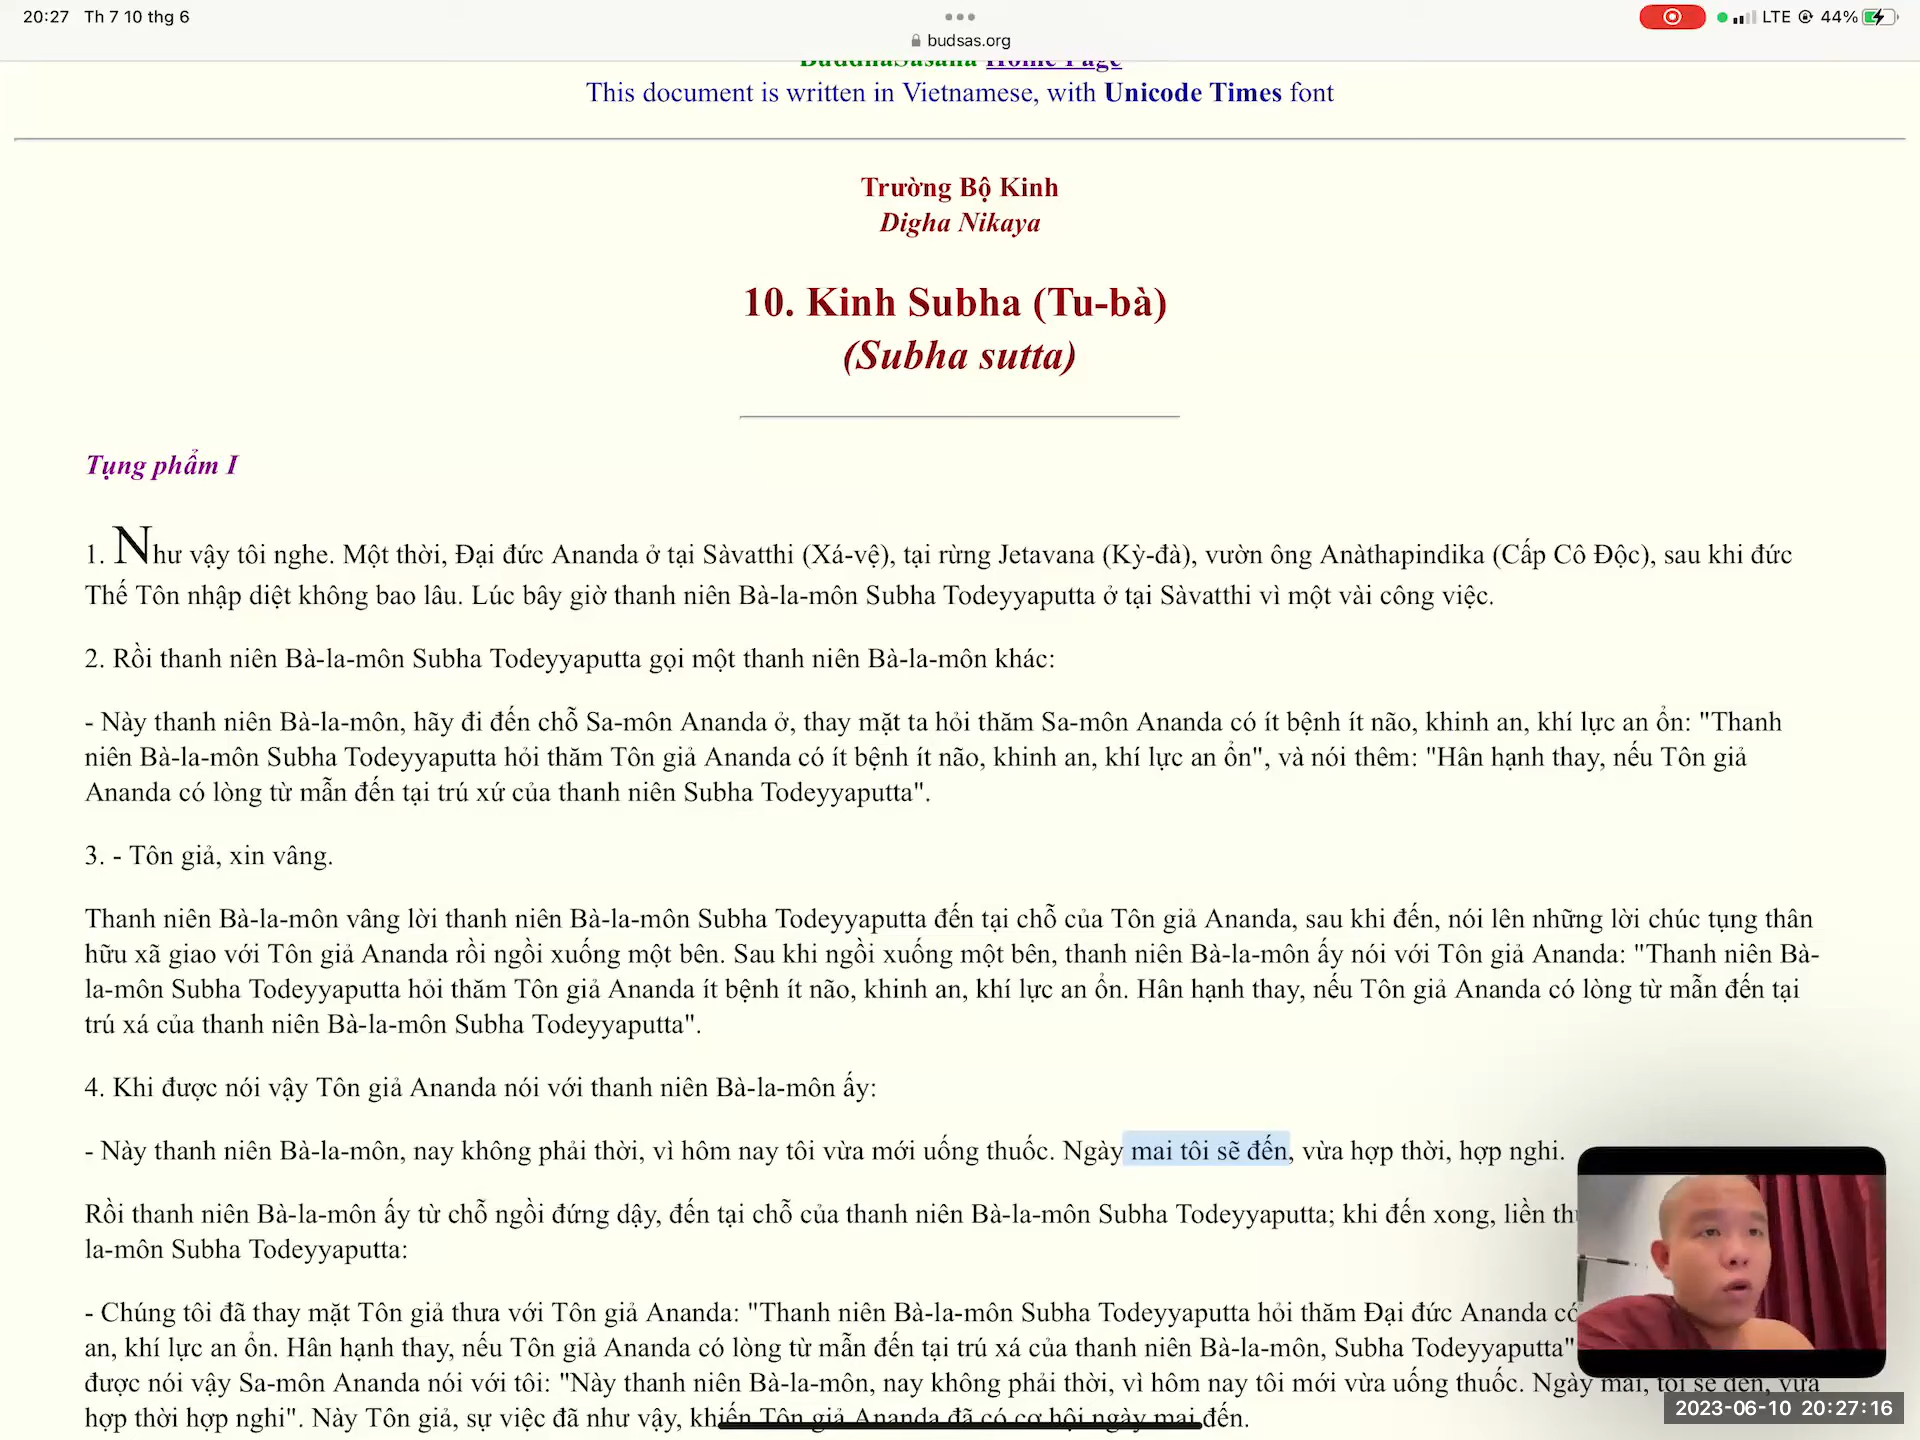 20:27 Th 7 10 thg 6
LTE 44%
budsas.org
BuddhaSasana Home Page
This document is written in Vietnamese, with Unicode Times font
Trường Bộ Kinh
Digha Nikaya
10. Kinh Subha (Tu-bà)
(Subha sutta)
Tụng phẩm I
1. Như vậy tôi nghe. Một thời, Đại đức Ananda ở tại Sàvatthi (Xá-vệ), tại rừng Jetavana (Kỳ-đà), vườn ông Anàthapindika (Cấp Cô Độc), sau khi đức
Thế Tôn nhập diệt không bao lâu. Lúc bây giờ thanh niên Bà-la-môn Subha Todeyyaputta ở tại Sàvatthi vì một vài công việc.
2. Rồi thanh niên Bà-la-môn Subha Todeyyaputta gọi một thanh niên Bà-la-môn khác:
- Này thanh niên Bà-la-môn, hãy đi đến chỗ Sa-môn Ananda ở, thay mặt ta hỏi thăm Sa-môn Ananda có ít bệnh ít não, khinh an, khí lực an ổn: "Thanh
niên Bà-la-môn Subha Todeyyaputta hỏi thăm Tôn giả Ananda có ít bệnh ít não, khinh an, khí lực an ổn", và nói thêm: "Hân hạnh thay, nếu Tôn giả
Ananda có lòng từ mẫn đến tại trú xứ của thanh niên Subha Todeyyaputta".
3. - Tôn giả, xin vâng.
Thanh niên Bà-la-môn vâng lời thanh niên Bà-la-môn Subha Todeyyaputta đến tại chỗ của Tôn giả Ananda, sau khi đến, nói lên những lời chúc tụng thân
hữu xã giao với Tôn giả Ananda rồi ngồi xuống một bên. Sau khi ngồi xuống một bên, thanh niên Bà-la-môn ấy nói với Tôn giả Ananda: "Thanh niên Bà-
la-môn Subha Todeyyaputta hỏi thăm Tôn giả Ananda ít bệnh ít não, khinh an, khí lực an ổn. Hân hạnh thay, nếu Tôn giả Ananda có lòng từ mẫn đến tại
trú xá của thanh niên Bà-la-môn Subha Todeyyaputta".
4. Khi được nói vậy Tôn giả Ananda nói với thanh niên Bà-la-môn ấy:
- Này thanh niên Bà-la-môn, nay không phải thời, vì hôm nay tôi vừa mới uống thuốc. Ngày mai tôi sẽ đến, vừa hợp thời, hợp nghi.
Rồi thanh niên Bà-la-môn ấy từ chỗ ngồi đứng dậy, đến tại chỗ của thanh niên Bà-la-môn Subha Todeyyaputta; khi đến xong, liền
la-môn Subha Todeyyaputta:
- Chúng tôi đã thay mặt Tôn giả thưa với Tôn giả Ananda: "Thanh niên Bà-la-môn Subha Todeyyaputta hỏi thăm Đại đức Ananda có
an, khí lực an ổn. Hân hạnh thay, nếu Tôn giả Ananda có lòng từ mẫn đến tại trú xá của thanh niên Bà-la-môn, Subha Todeyyaputta"
được nói vậy Sa-môn Ananda nói với tôi: "Này thanh niên Bà-la-môn, nay không phải thời, vì hôm nay tôi mới vừa uống thuốc. Ngày mai, tôi sẽ đến, vừa
hợp thời hợp nghi". Này Tôn giả, sự việc đã như vậy, khiến Tôn giả Ananda đã có cơ hội ngày mai đến.
2023-06-10 20:27:16